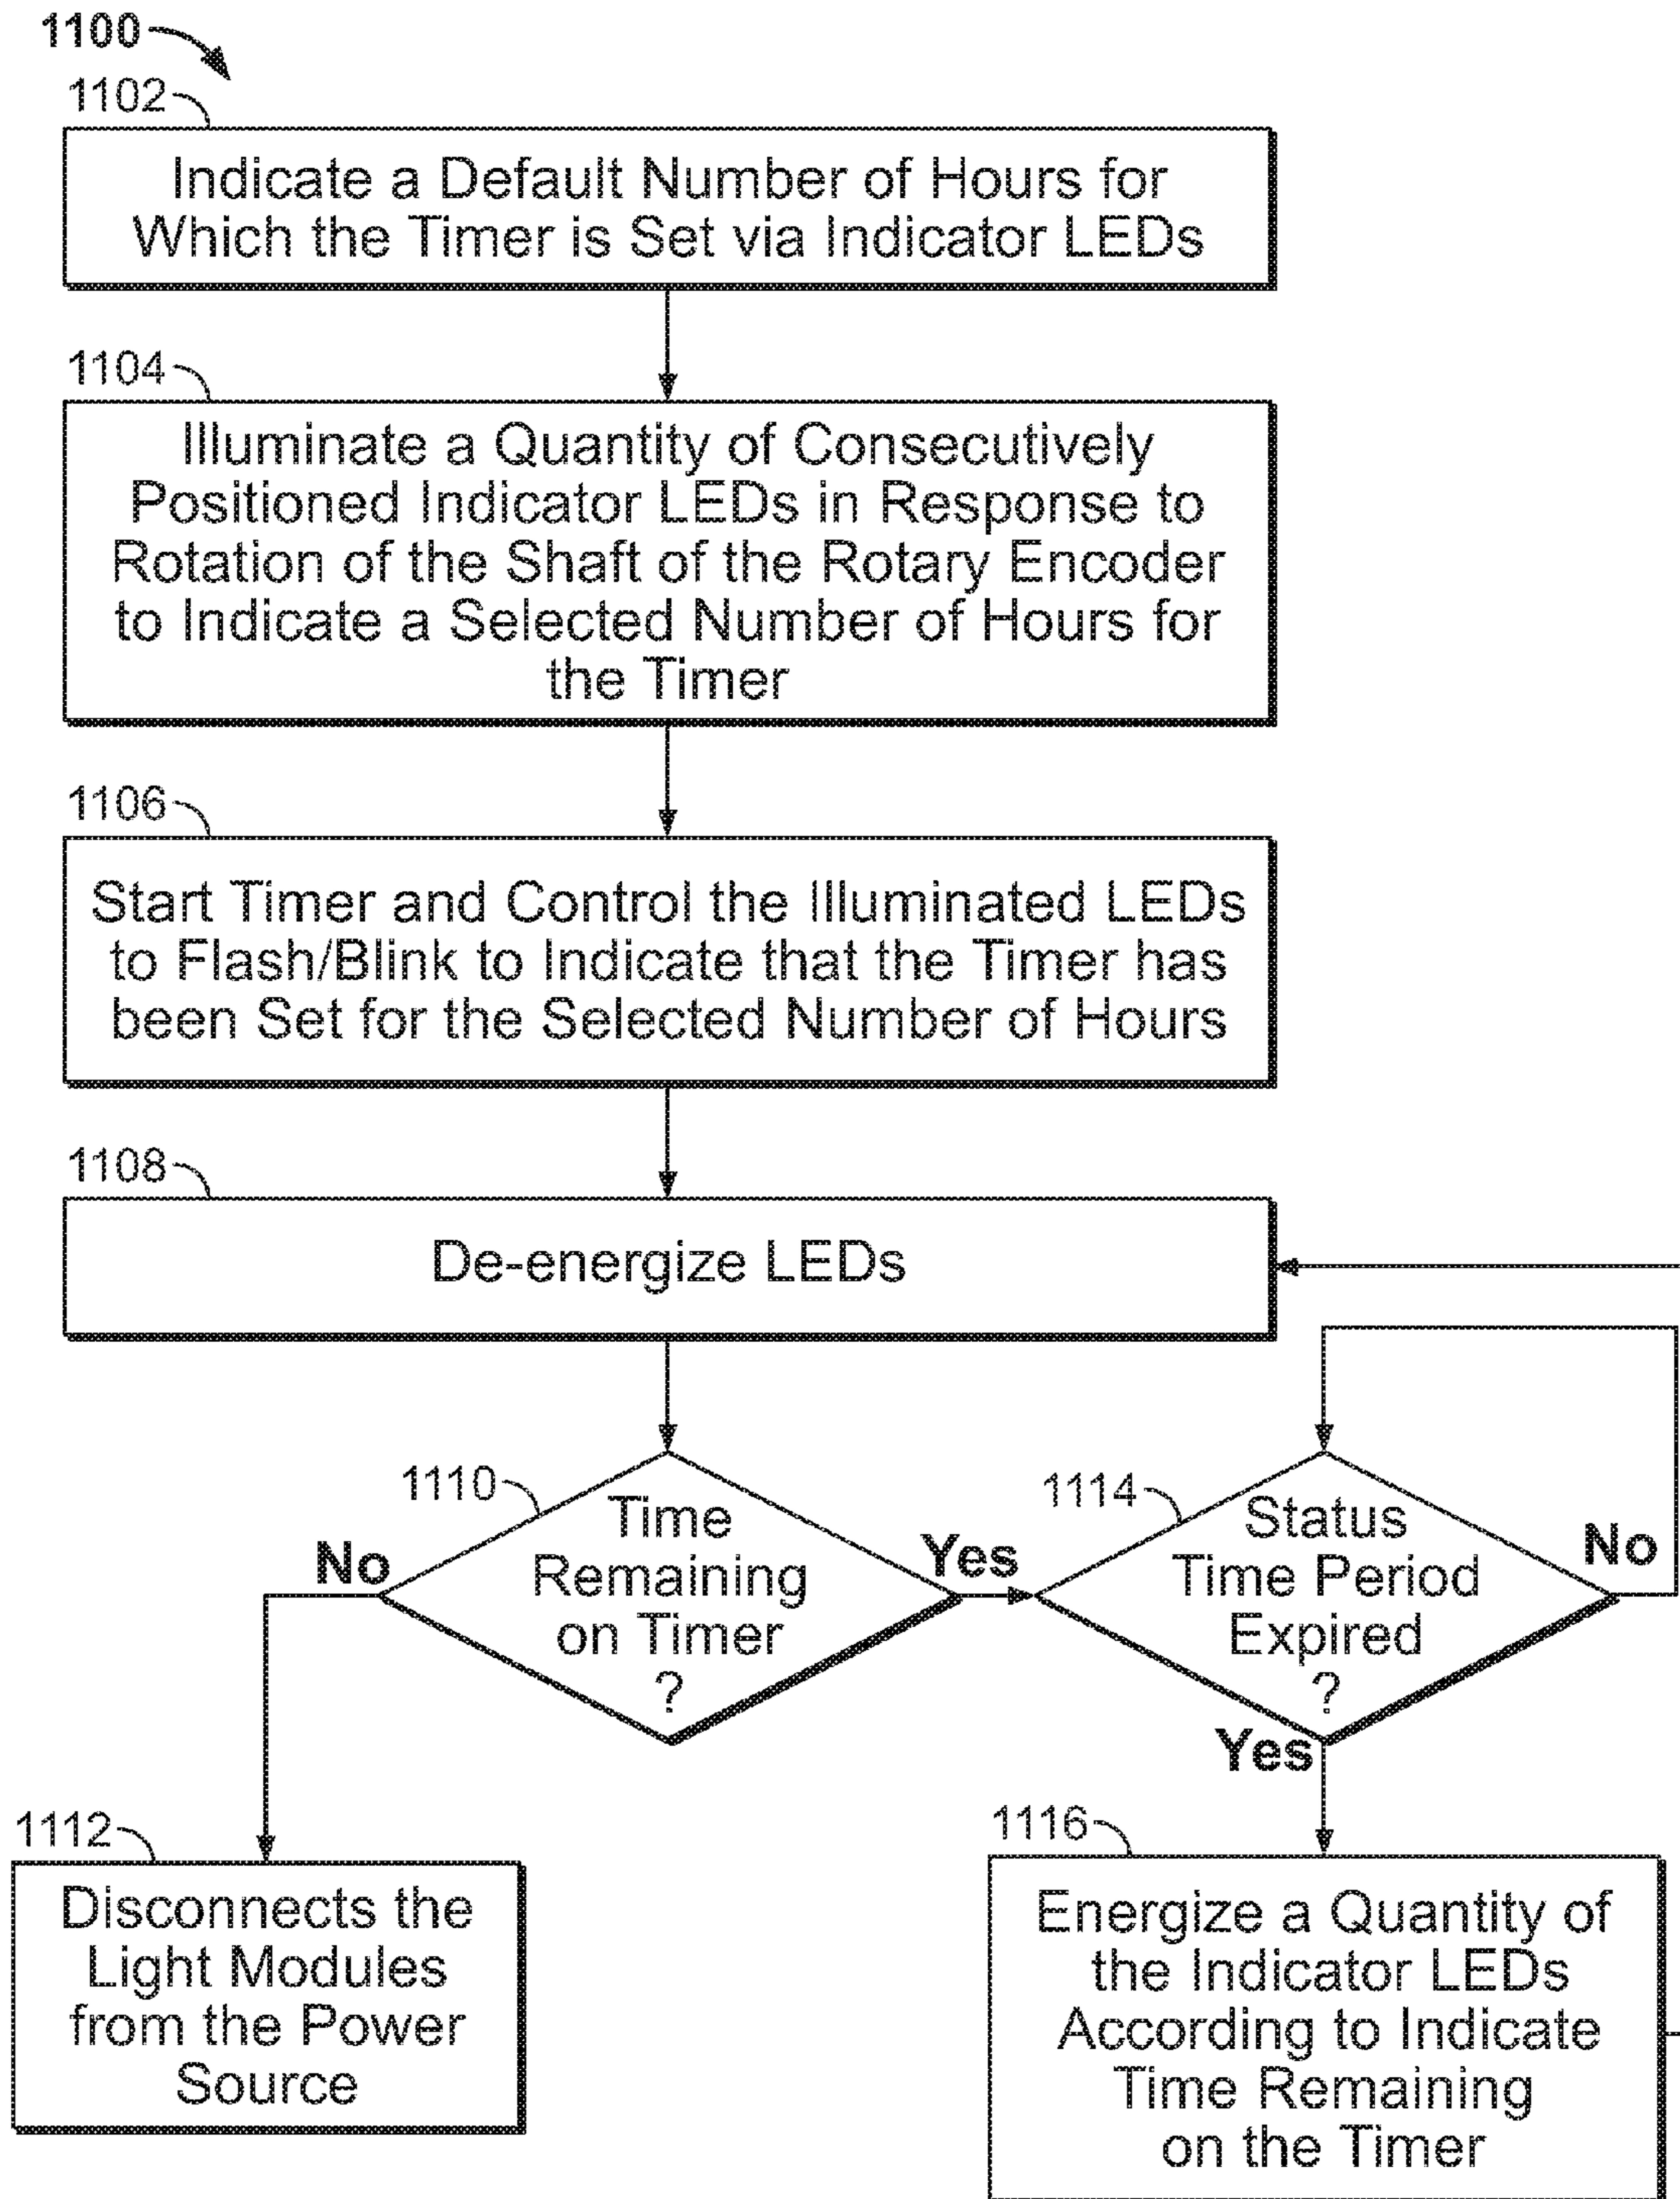 1100
1102
Indicate a Default Number of Hours for
Which the Timer is Set via Indicator LEDs
1104
Illuminate a Quantity of Consecutively
Positioned Indicator LEDs in Response to
Rotation of the Shaft of the Rotary Encoder
to Indicate a Selected Number of Hours for
the Timer
1106
Start Timer and Control the Illuminated LEDs
to Flash/Blink to Indicate that the Timer has
been Set for the Selected Number of Hours
1108
De-energize LEDs
1110
Time
Remaining
on Timer
?
No
Yes
1114
Status
Time Period
Expired
?
No
Yes
1112
Disconnects the
Light Modules
from the Power
Source
1116
Energize a Quantity of
the Indicator LEDs
According to Indicate
Time Remaining
on the Timer